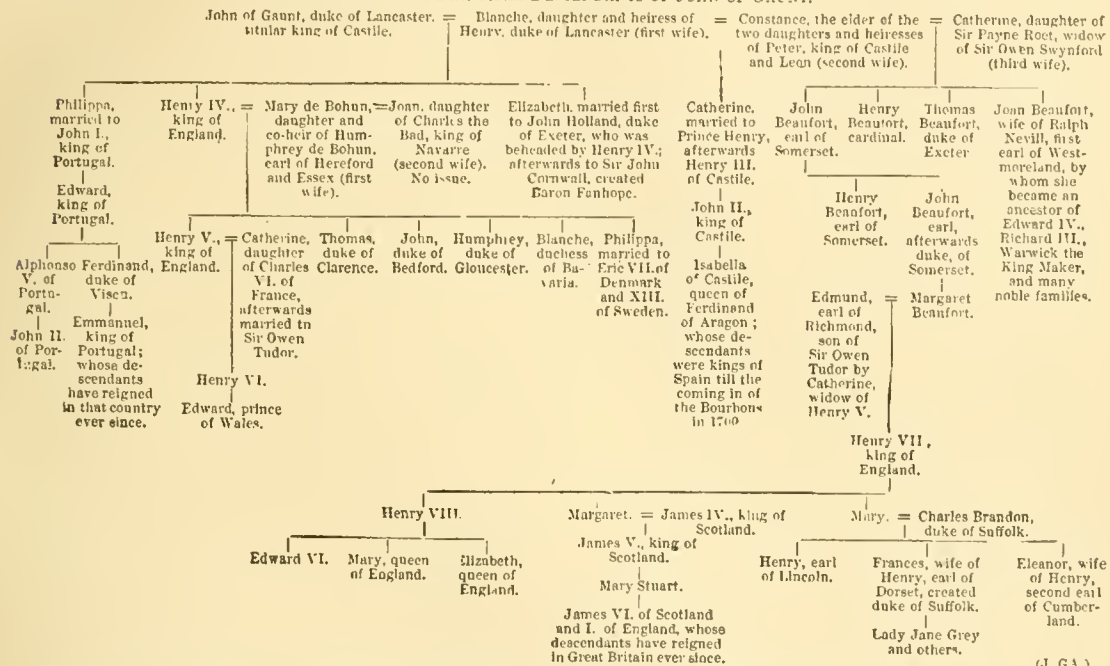 John of Gaunt, duke of Lancaster. =
titular king of Castile.
Blanche, daughter and heiress of
Henry, duke of Lancaster (first wife).
= Constance, the elder of the
two daughters and heiresses
of Peter, king of Castile
and Leon (second wife).
= Catherine, daughter of
Sir Payne Roet, widow
of Sir Owen Swynford
(third wife).
Philippa,
married to
John I.,
king of
Portugal.
Edward,
king of
Portugal.
Henry IV., =
king of
England.
Mary de Bohun,
daughter and
co-heir of Hum-
phrey de Bohun,
earl of Hereford
and Essex (first
wife).
=Joan, daughter
of Charles the
Bad, king of
Navarre
(second wife).
No issue.
Elizabeth, married first
to John Holland, duke
of Exeter, who was
beheaded by Henry IV.;
afterwards to Sir John
Cornwall, created
Baron Fanhope.
Catherine,
married to
Prince Henry,
afterwards
Henry III.
of Castile.
John II.,
king of
Castile.
Isabella
of Castile,
queen of
Ferdinand
of Aragon;
whose de-
scendants
were kings of
Spain till the
coming in of
the Bourbons
in 1700
John
Beaufort,
earl of
Somerset.
Henry
Beaufort,
cardinal.
Thomas
Beaufort,
duke of
Exeter
Joan Beaufort,
wife of Ralph
Nevill, first
earl of West-
moreland, by
whom she
became an
ancestor of
Edward IV.,
Richard III.,
Warwick the
King Maker,
and many
noble families.
Henry
Beaufort,
earl of
Somerset.
John
Beaufort,
earl,
afterwards
duke, of
Somerset.
Alphonso
V. of
Portu-
gal.
John II.
of Por-
tugal.
Ferdinand,
duke of
Viseu.
Emmanuel,
king of
Portugal;
whose de-
scendants
have reigned
in that country
ever since.
Henry V., =
king of
England.
Catherine,
daughter
of Charles
VI. of
France,
afterwards
married to
Sir Owen
Tudor.
Thomas,
duke of
Clarence.
John,
duke of
Bedford.
Humphrey,
duke of
Gloucester.
Blanche,
duchess
of Ba-
varia.
Philippa,
married to
Eric VII. of
Denmark
and XIII.
of Sweden.
Henry VI.
Edward, prince
of Wales.
Edmund, =
earl of
Richmond,
son of
Sir Owen
Tudor by
Catherine,
widow of
Henry V.
Margaret
Beaufort.
Henry VII.,
king of
England.
Henry VIII.
Margaret. = James IV., king of
Scotland.
Mary. = Charles Brandon,
duke of Suffolk.
Edward VI.
Mary, queen
of England.
Elizabeth,
queen of
England.
James V., king of
Scotland.
Mary Stuart.
James VI. of Scotland
and I. of England, whose
descendants have reigned
in Great Britain ever since.
Henry, earl
of Lincoln.
Frances, wife of
Henry, earl of
Dorset, created
duke of Suffolk.
Lady Jane Grey
and others.
Eleanor, wife
of Henry,
second earl
of Cumber-
land.
(J. GA.)